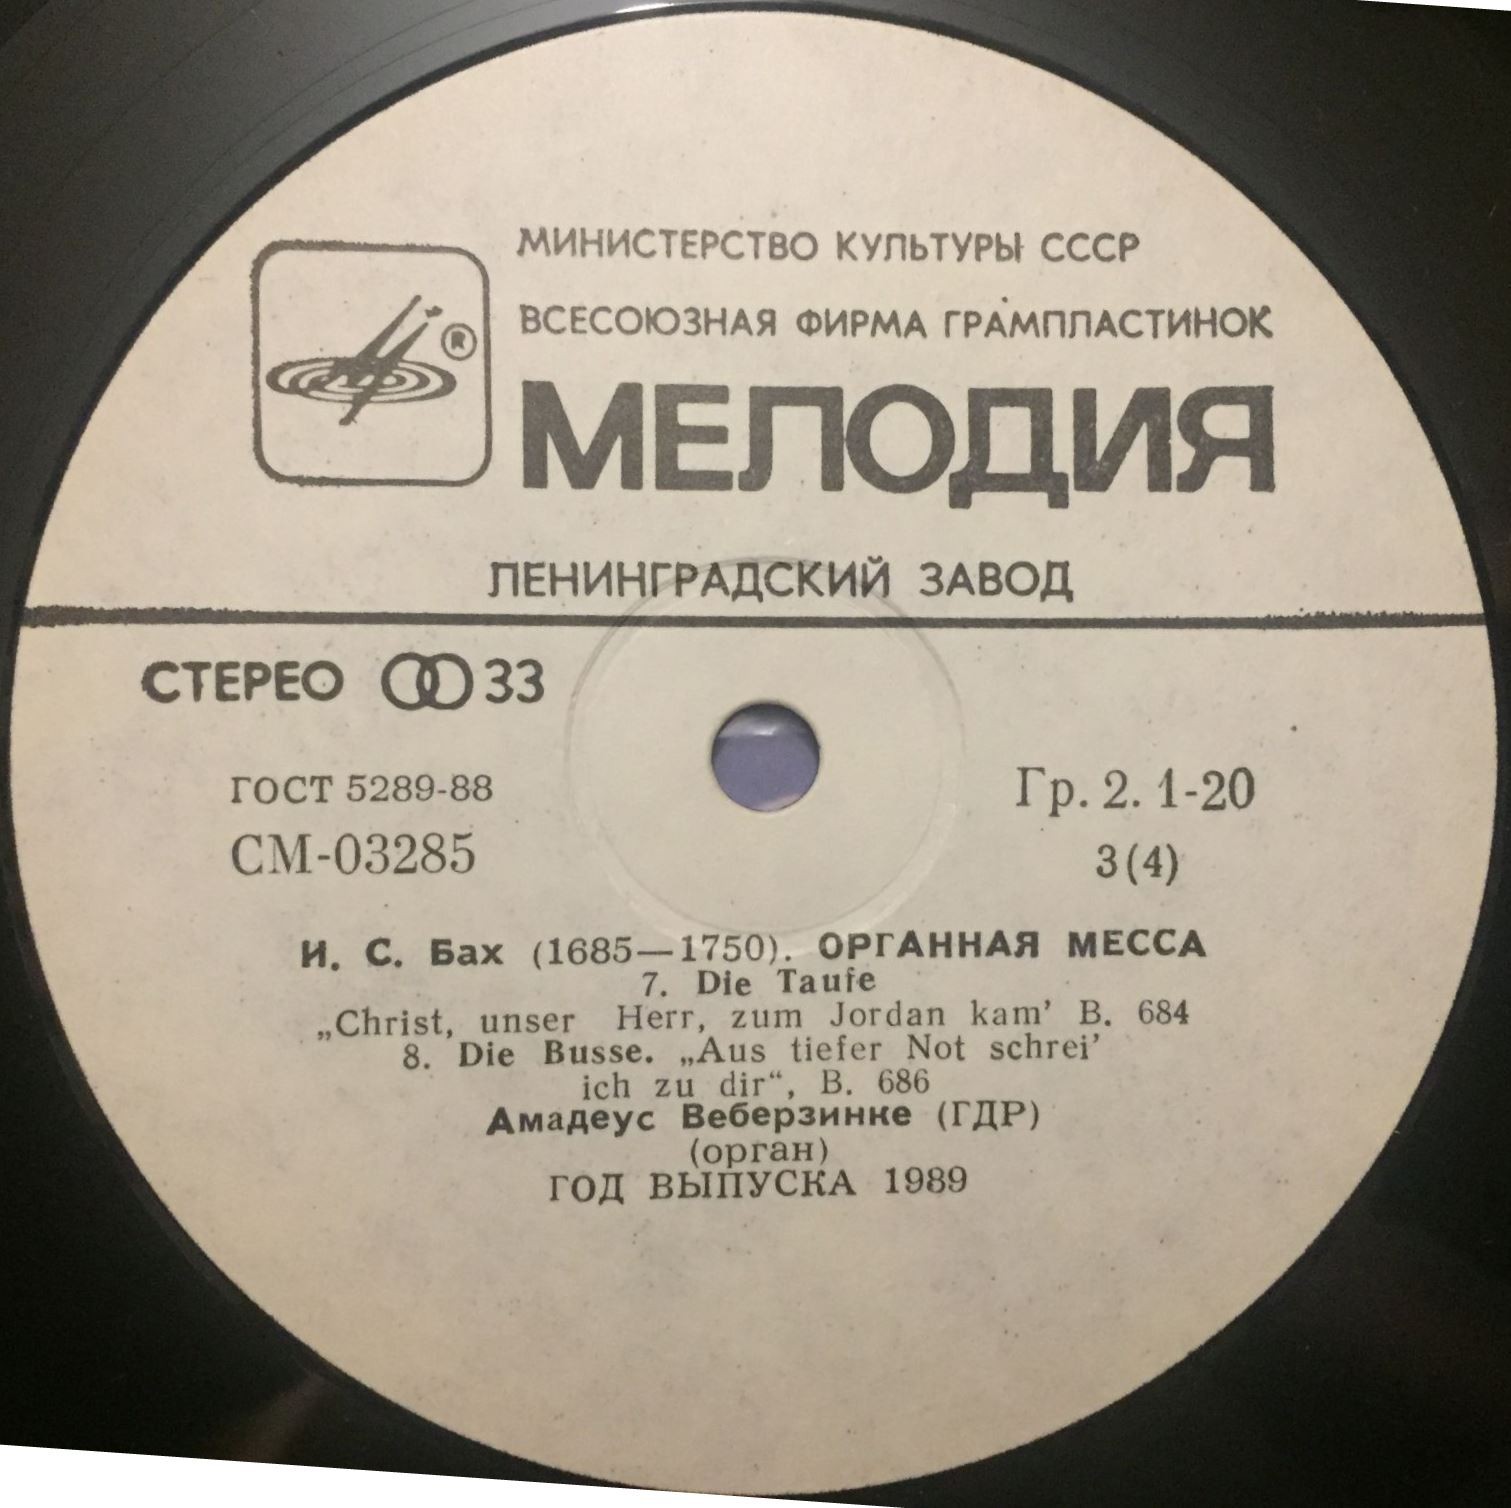 МИНИСТЕРСТВО КУЛЬТУРЫ СССР
ВСЕСОЮЗНАЯ ФИРМА ГРАМПЛАСТИНОК
®
МЕЛОДИЯ
ЛЕНИНГРАДСКИЙ ЗАВОД
СТЕРЕО 33
ГОСТ 5289-88
Гр. 2. 1-20
СМ-03285
3(4)
И. С. Бах (1685—1750). ОРГАННАЯ МЕССА
7. Die Taufe
„Christ, unser Herr, zum Jordan kam’ В. 684
8. Die Busse. „Aus tiefer Not schrei’
ich zu dir“, В. 686
Амадеус Веберзинке (ГДР)
(орган)
ГОД ВЫПУСКА 1989